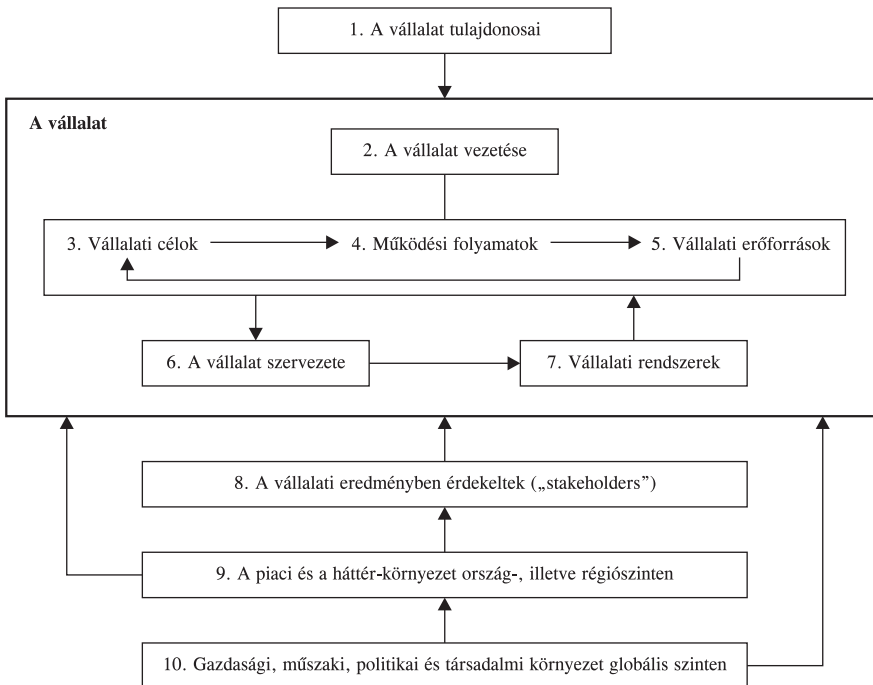 1. A vállalat tulajdonosai
A vállalat
2. A vállalat vezetése
3. Vállalati célok
4. Működési folyamatok
5. Vállalati erőforrások
6. A vállalat szervezete
7. Vállalati rendszerek
8. A vállalati eredményben érdekeltek („stakeholders”)
9. A piaci és a háttér-környezet ország-, illetve régiószinten
10. Gazdasági, műszaki, politikai és társadalmi környezet globális szinten